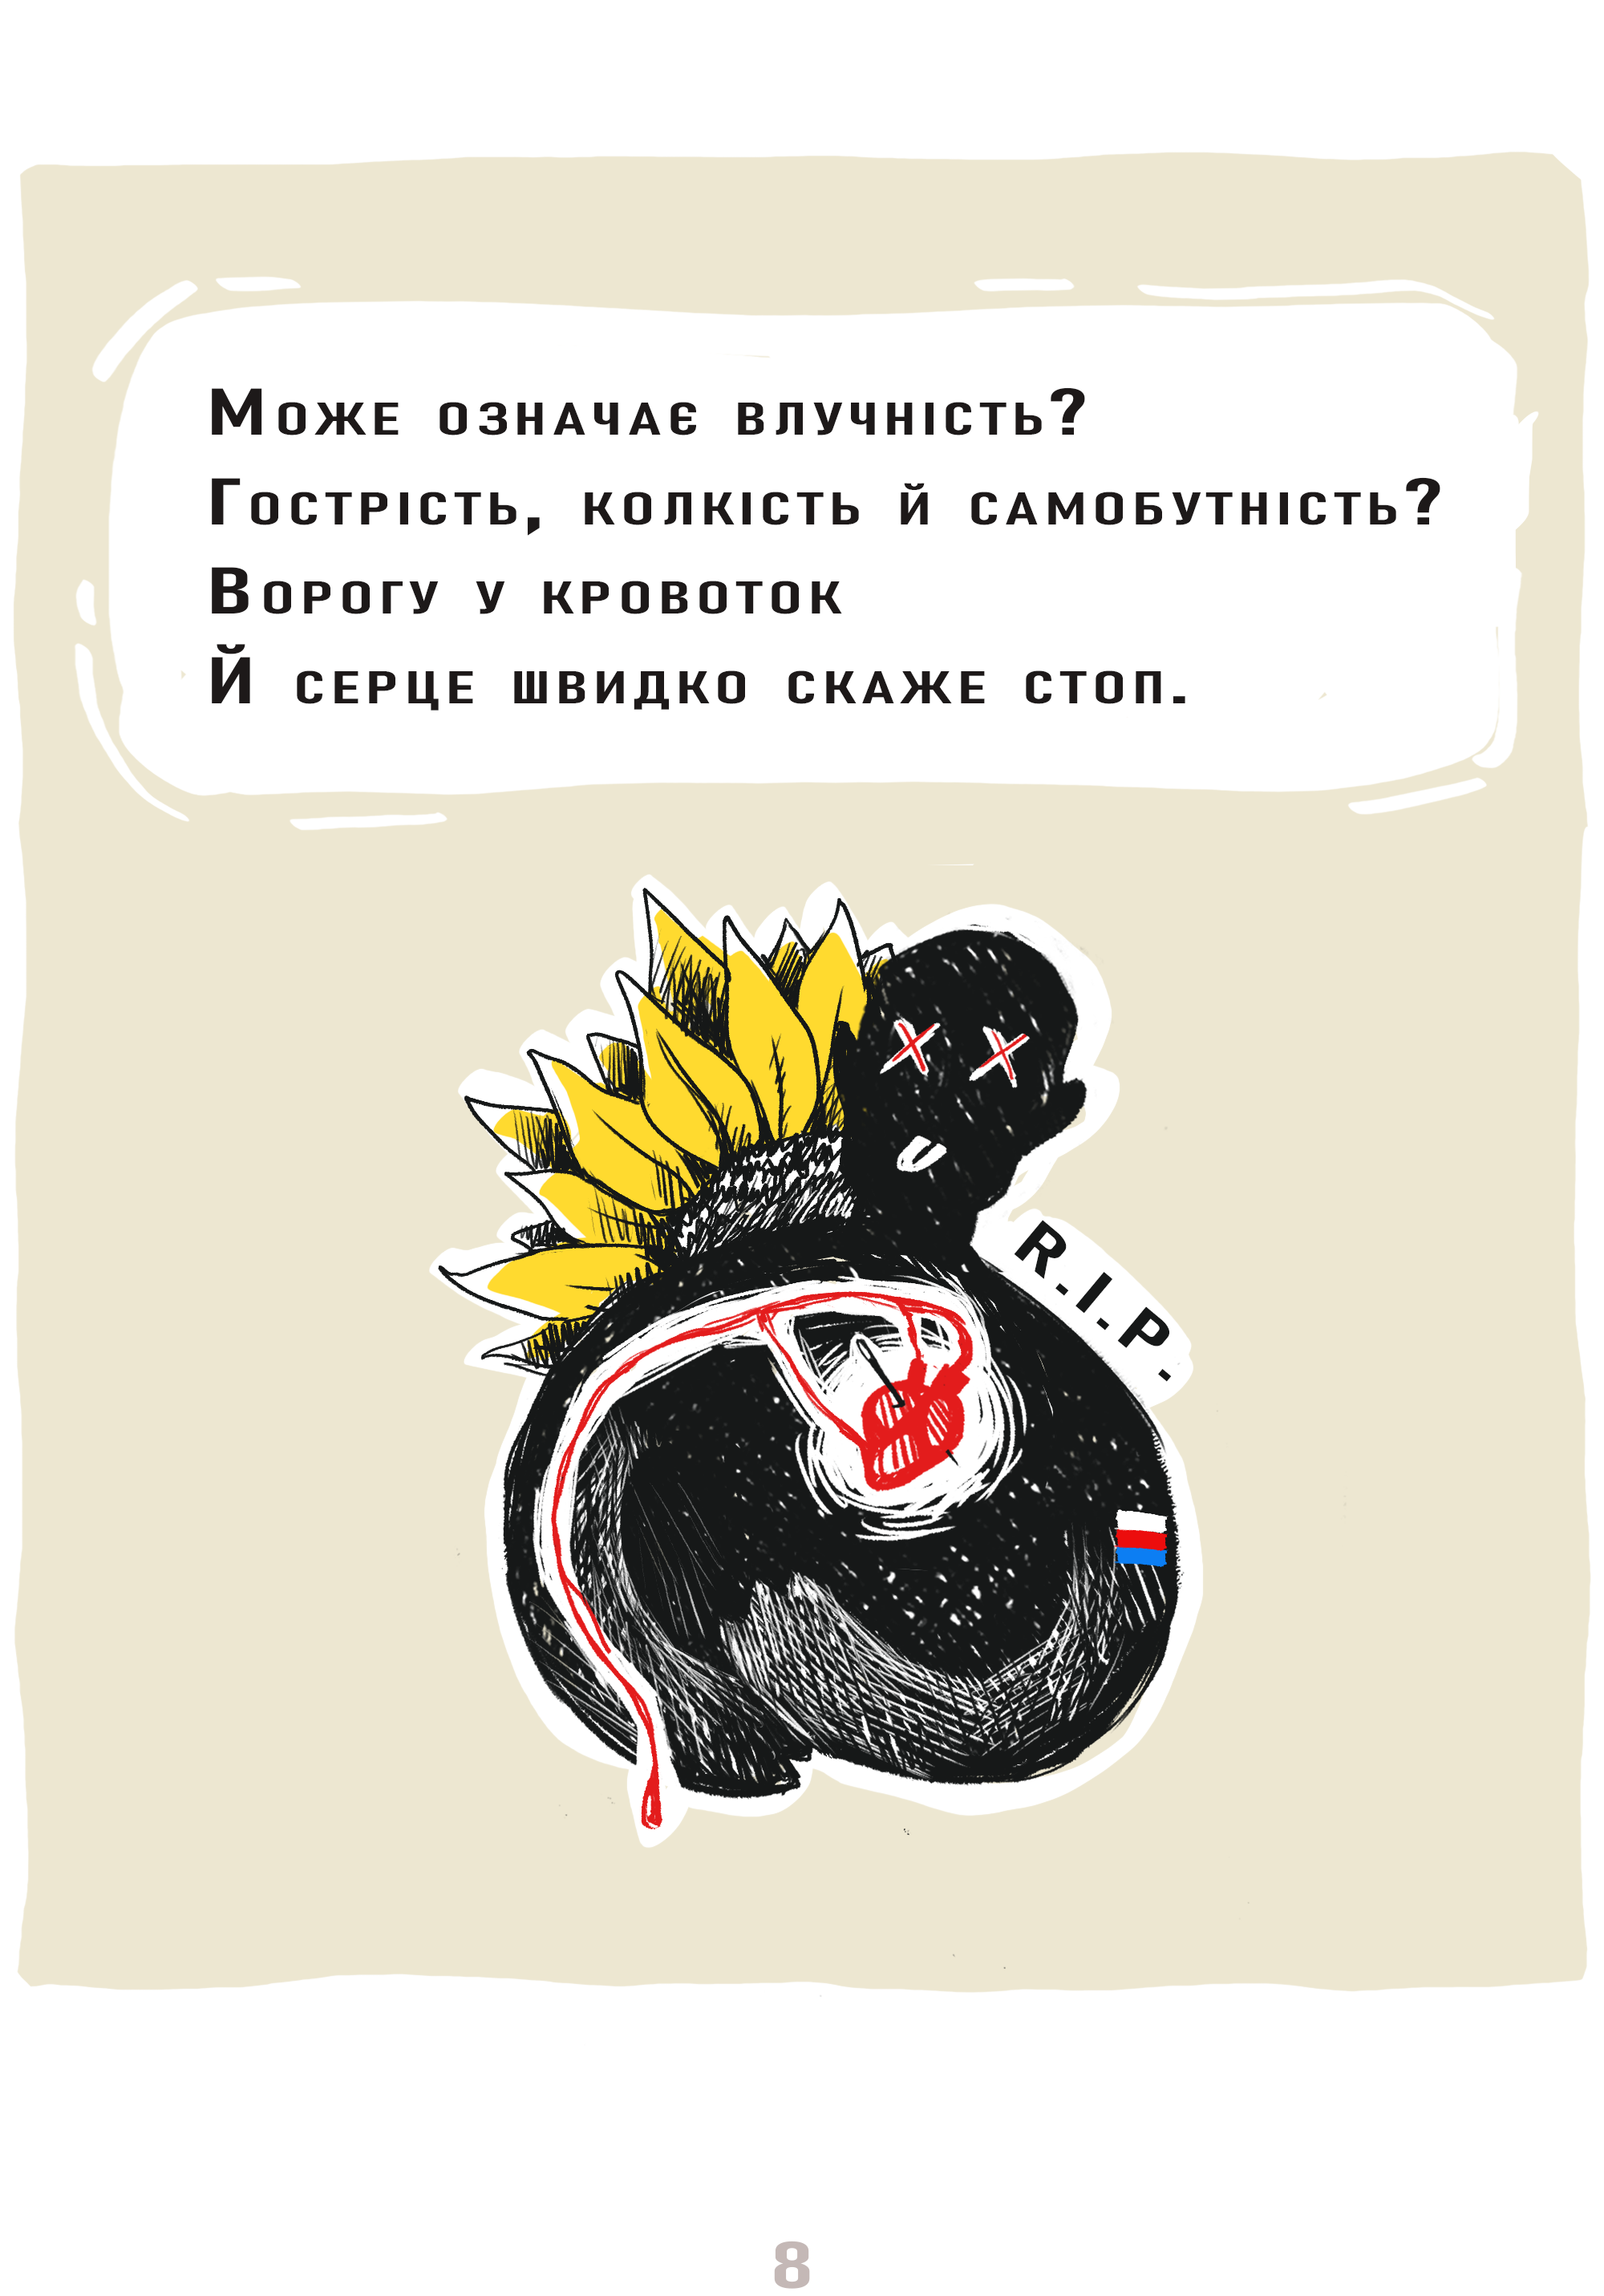 Може означає влучність?
Гострість, колкість й самобутність?
Ворогу у кровоток
Й серце швидко скаже стоп.
R.I.P.
8